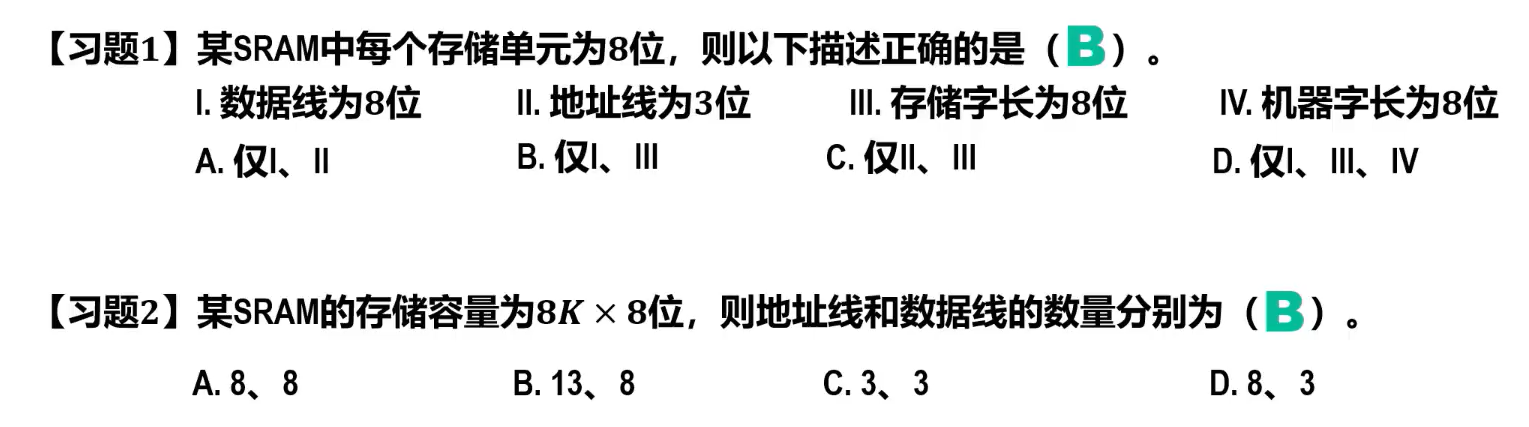 【习题1】某SRAM中每个存储单元为8位，则以下描述正确的是（B）。
I. 数据线为8位 II. 地址线为3位 III. 存储字长为8位 IV. 机器字长为8位
A. 仅I、II B. 仅I、III C. 仅II、III D. 仅I、III、IV
【习题2】某SRAM的存储容量为8K × 8位，则地址线和数据线的数量分别为（B）。
A. 8、8 B. 13、8 C. 3、3 D. 8、3